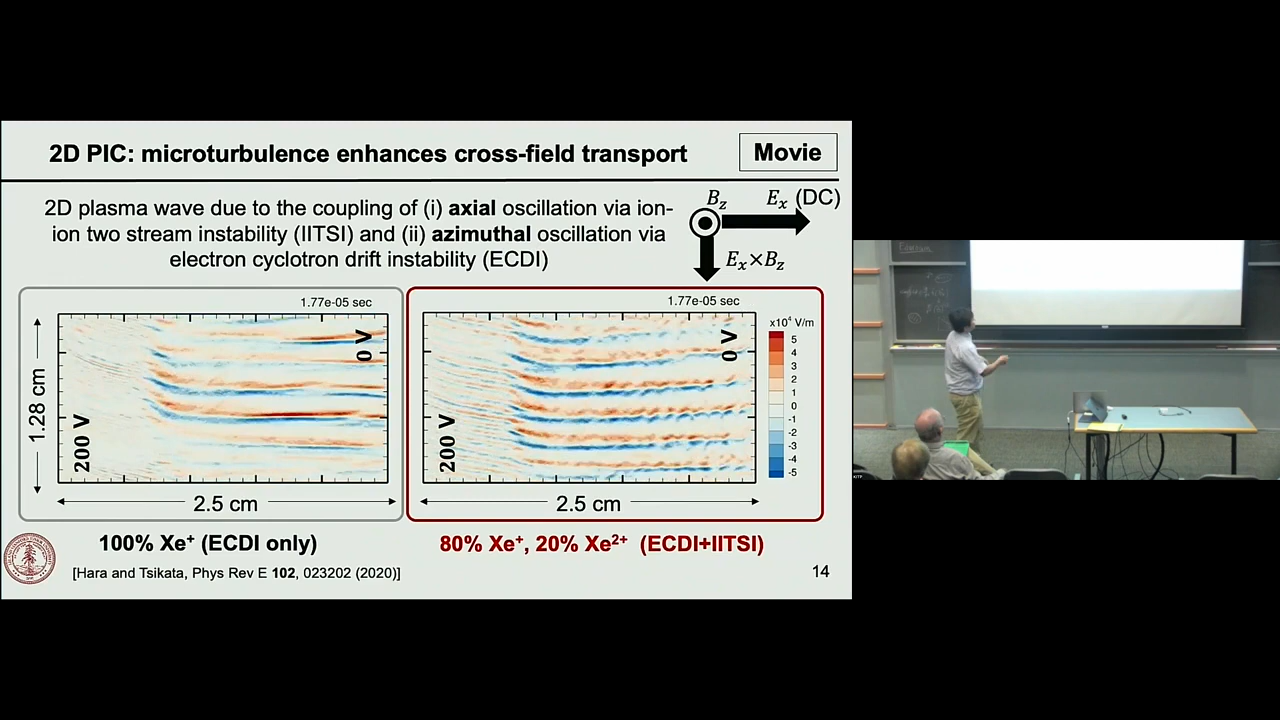 2D PIC: microturbulence enhances cross-field transport
Movie
2D plasma wave due to the coupling of (i) axial oscillation via ion-
ion two stream instability (IITSI) and (ii) azimuthal oscillation via
electron cyclotron drift instability (ECDI)
B_z
E_x (DC)
E_x×B_z
1.77e-05 sec
1.28 cm
200 V
0 V
2.5 cm
1.77e-05 sec
200 V
0 V
2.5 cm
x10⁴ V/m
5
4
3
2
1
0
-1
-2
-3
-4
-5
100% Xe⁺ (ECDI only)
80% Xe⁺, 20% Xe²⁺ (ECDI+IITSI)
[Hara and Tsikata, Phys Rev E 102, 023202 (2020)]
14
KITP